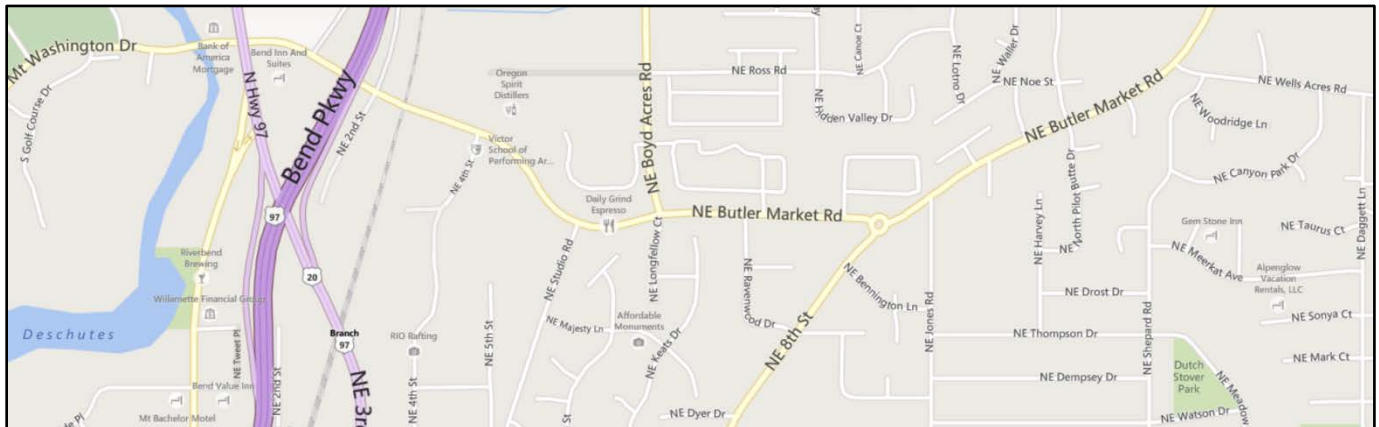 Mt Washington Dr
S Golf Course Dr
Bank of
America
Mortgage
Bend Inn And
Suites
N Hwy 97
Bend Pkwy
97
NE 2nd St
Oregon
Spirit
Distillers
Victor
School of
Performing Ar...
NE 4th St
NE Boyd Acres Rd
NE Ross Rd
NE Hidden Valley Dr
NE Canoe Ct
NE Lotno Dr
NE Waller Dr
NE Noe St
NE Butler Market Rd
NE Wells Acres Rd
NE Woodridge Ln
NE Canyon Park Dr
Daily Grind
Espresso
NE Butler Market Rd
NE Longfellow Ct
NE Studio Rd
NE Harvey Ln
North Pilot Butte Dr
NE
Gem Stone Inn
NE Taurus Ct
NE Daggett Ln
NE Meerkat Ave
Alpenglow
Vacation
Rentals, LLC
Riverbend
Brewing
20
Willamette Financial Group
Deschutes
NE Tweet Pl
Branch
97
RIO Rafting
NE 5th St
NE Majesty Ln
Affordable
Monuments
NE Keats Dr
NE Ravenwood Dr
NE 8th St
NE Bennington Ln
NE Jones Rd
NE Drost Dr
NE Thompson Dr
NE Shepard Rd
NE Sonya Ct
NE Mark Ct
Dutch
Stover
Park
NE Meadow
NE Dempsey Dr
NE Watson Dr
NE Dyer Dr
Bend Value Inn
Mt Bachelor Motel
NE 2nd St
NE 3r
NE 4th St
St